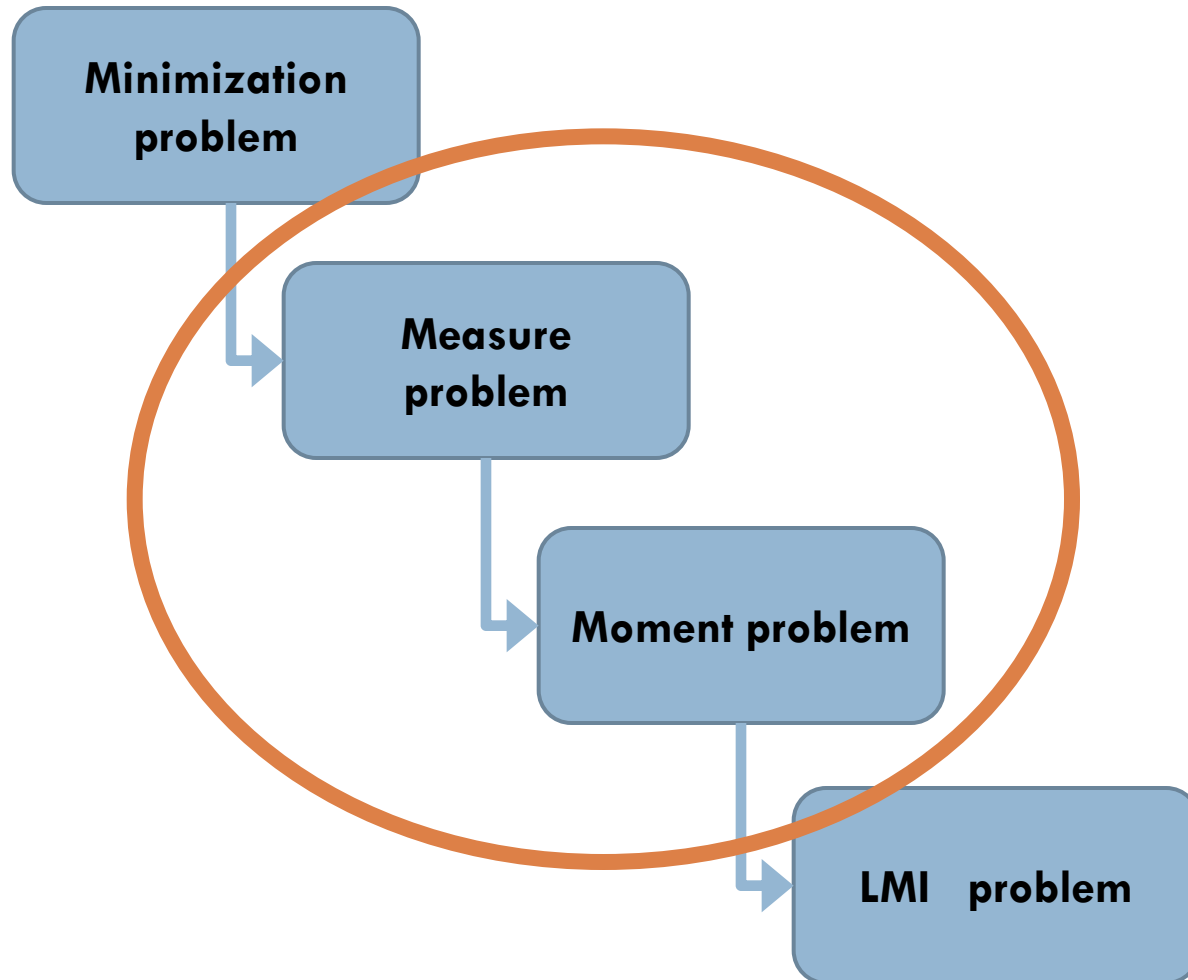 Minimization
problem
Measure
problem
Moment problem
LMI problem